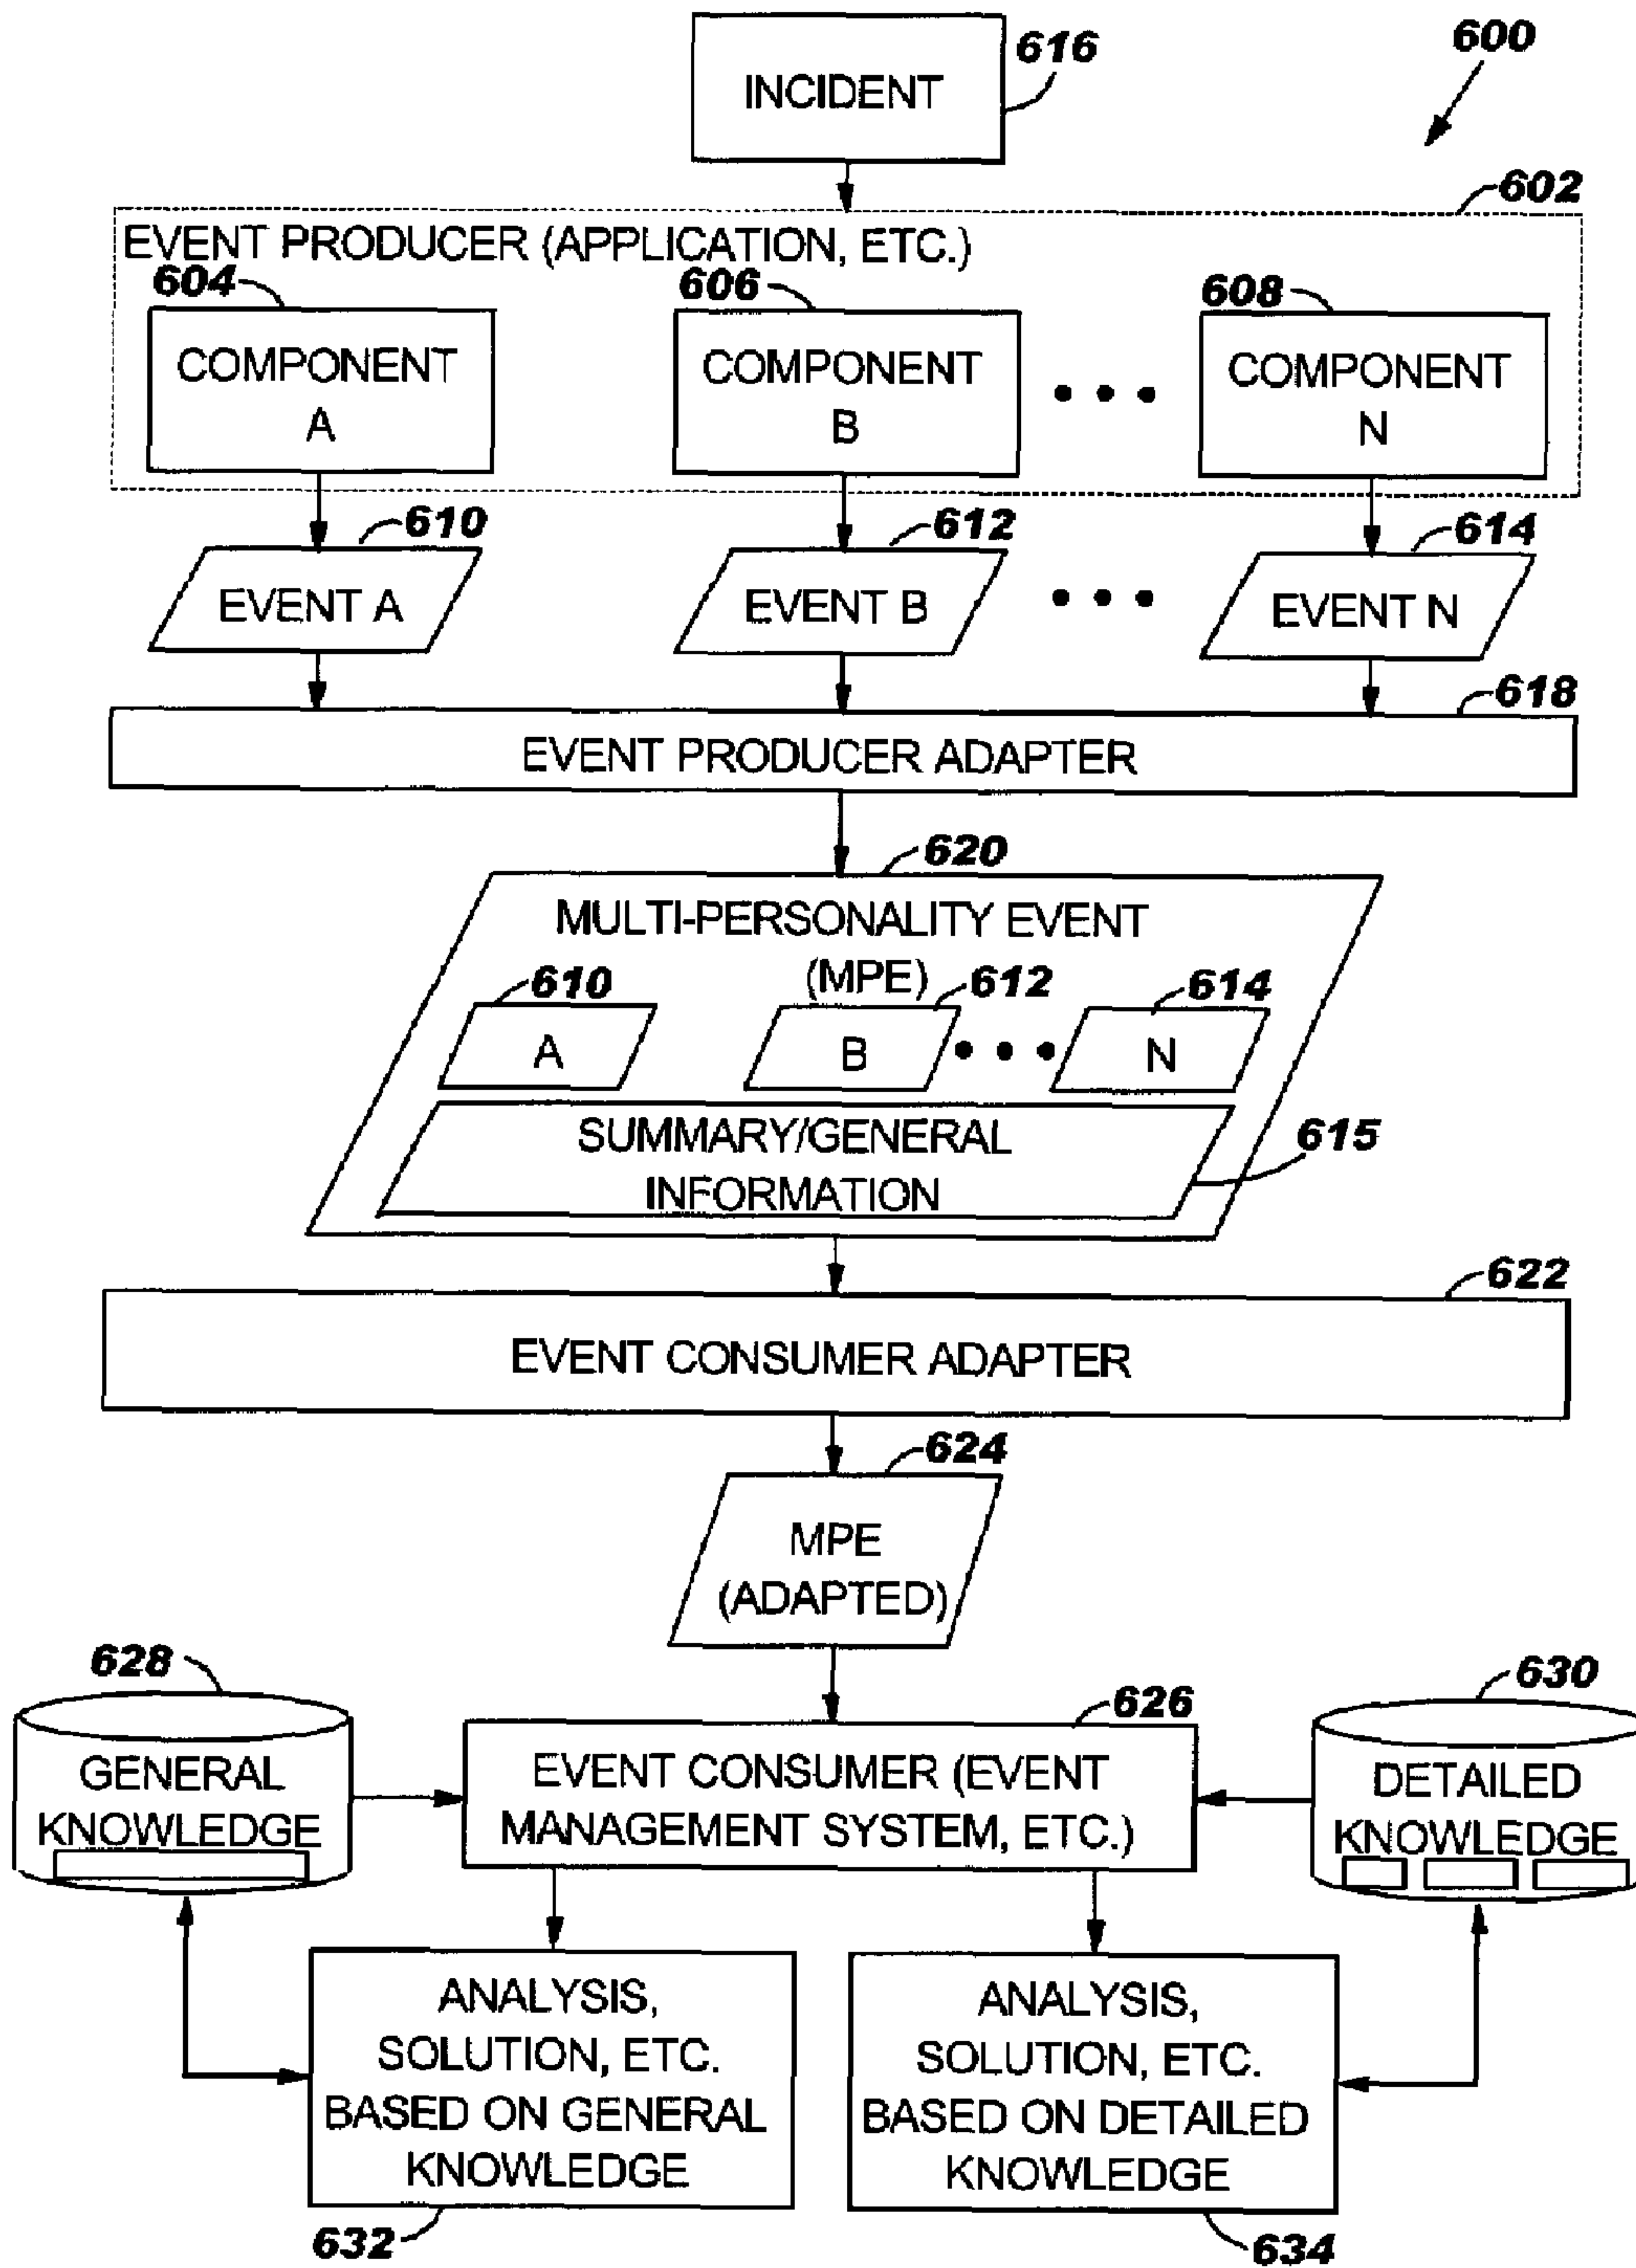 616
600
INCIDENT
602
EVENT PRODUCER (APPLICATION, ETC.)
604
606
608
COMPONENT
A
COMPONENT
B
• • •
COMPONENT
N
610
612
614
EVENT A
EVENT B
• • •
EVENT N
618
EVENT PRODUCER ADAPTER
620
MULTI-PERSONALITY EVENT
(MPE)
610
612
614
A
B
• • •
N
SUMMARY/GENERAL
INFORMATION
615
622
EVENT CONSUMER ADAPTER
624
MPE
(ADAPTED)
628
626
630
GENERAL
KNOWLEDGE
EVENT CONSUMER (EVENT
MANAGEMENT SYSTEM, ETC.)
DETAILED
KNOWLEDGE
ANALYSIS,
SOLUTION, ETC.
BASED ON GENERAL
KNOWLEDGE
ANALYSIS,
SOLUTION, ETC.
BASED ON DETAILED
KNOWLEDGE
632
634